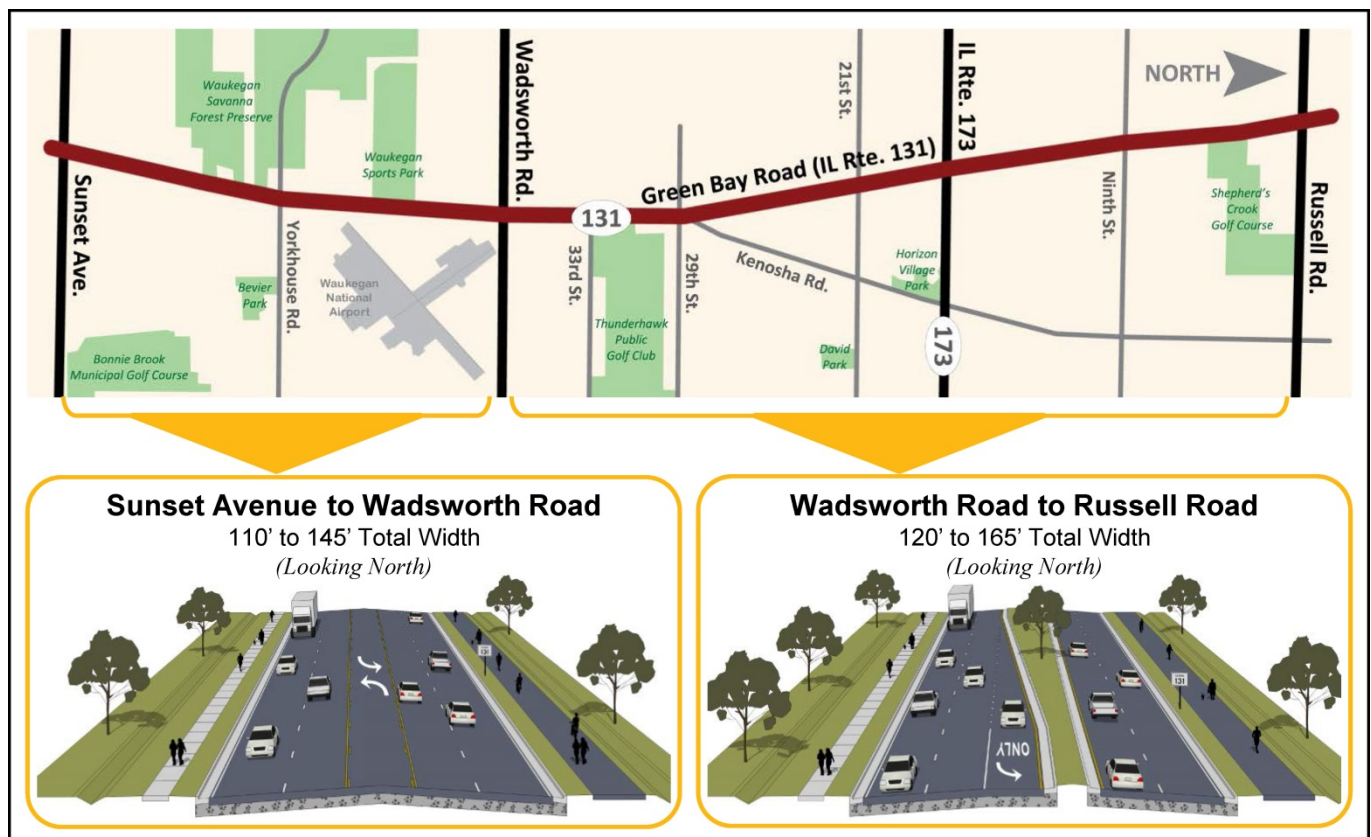 Waukegan
Savanna
Forest Preserve
Waukegan
Sports Park
Wadsworth Rd.
21st St.
IL Rte. 173
NORTH
Green Bay Road (IL Rte. 131)
131
Sunset Ave.
Yorkhouse Rd.
Bevier
Park
Waukegan
National
Airport
33rd St.
29th St.
Kenosha Rd.
Horizon
Village
Park
Ninth St.
Shepherd's
Crook
Golf Course
Russell Rd.
Bonnie Brook
Municipal Golf Course
Thunderhawk
Public
Golf Club
David
Park
173
Sunset Avenue to Wadsworth Road
110’ to 145’ Total Width
(Looking North)
131
Wadsworth Road to Russell Road
120’ to 165’ Total Width
(Looking North)
131
ONLY